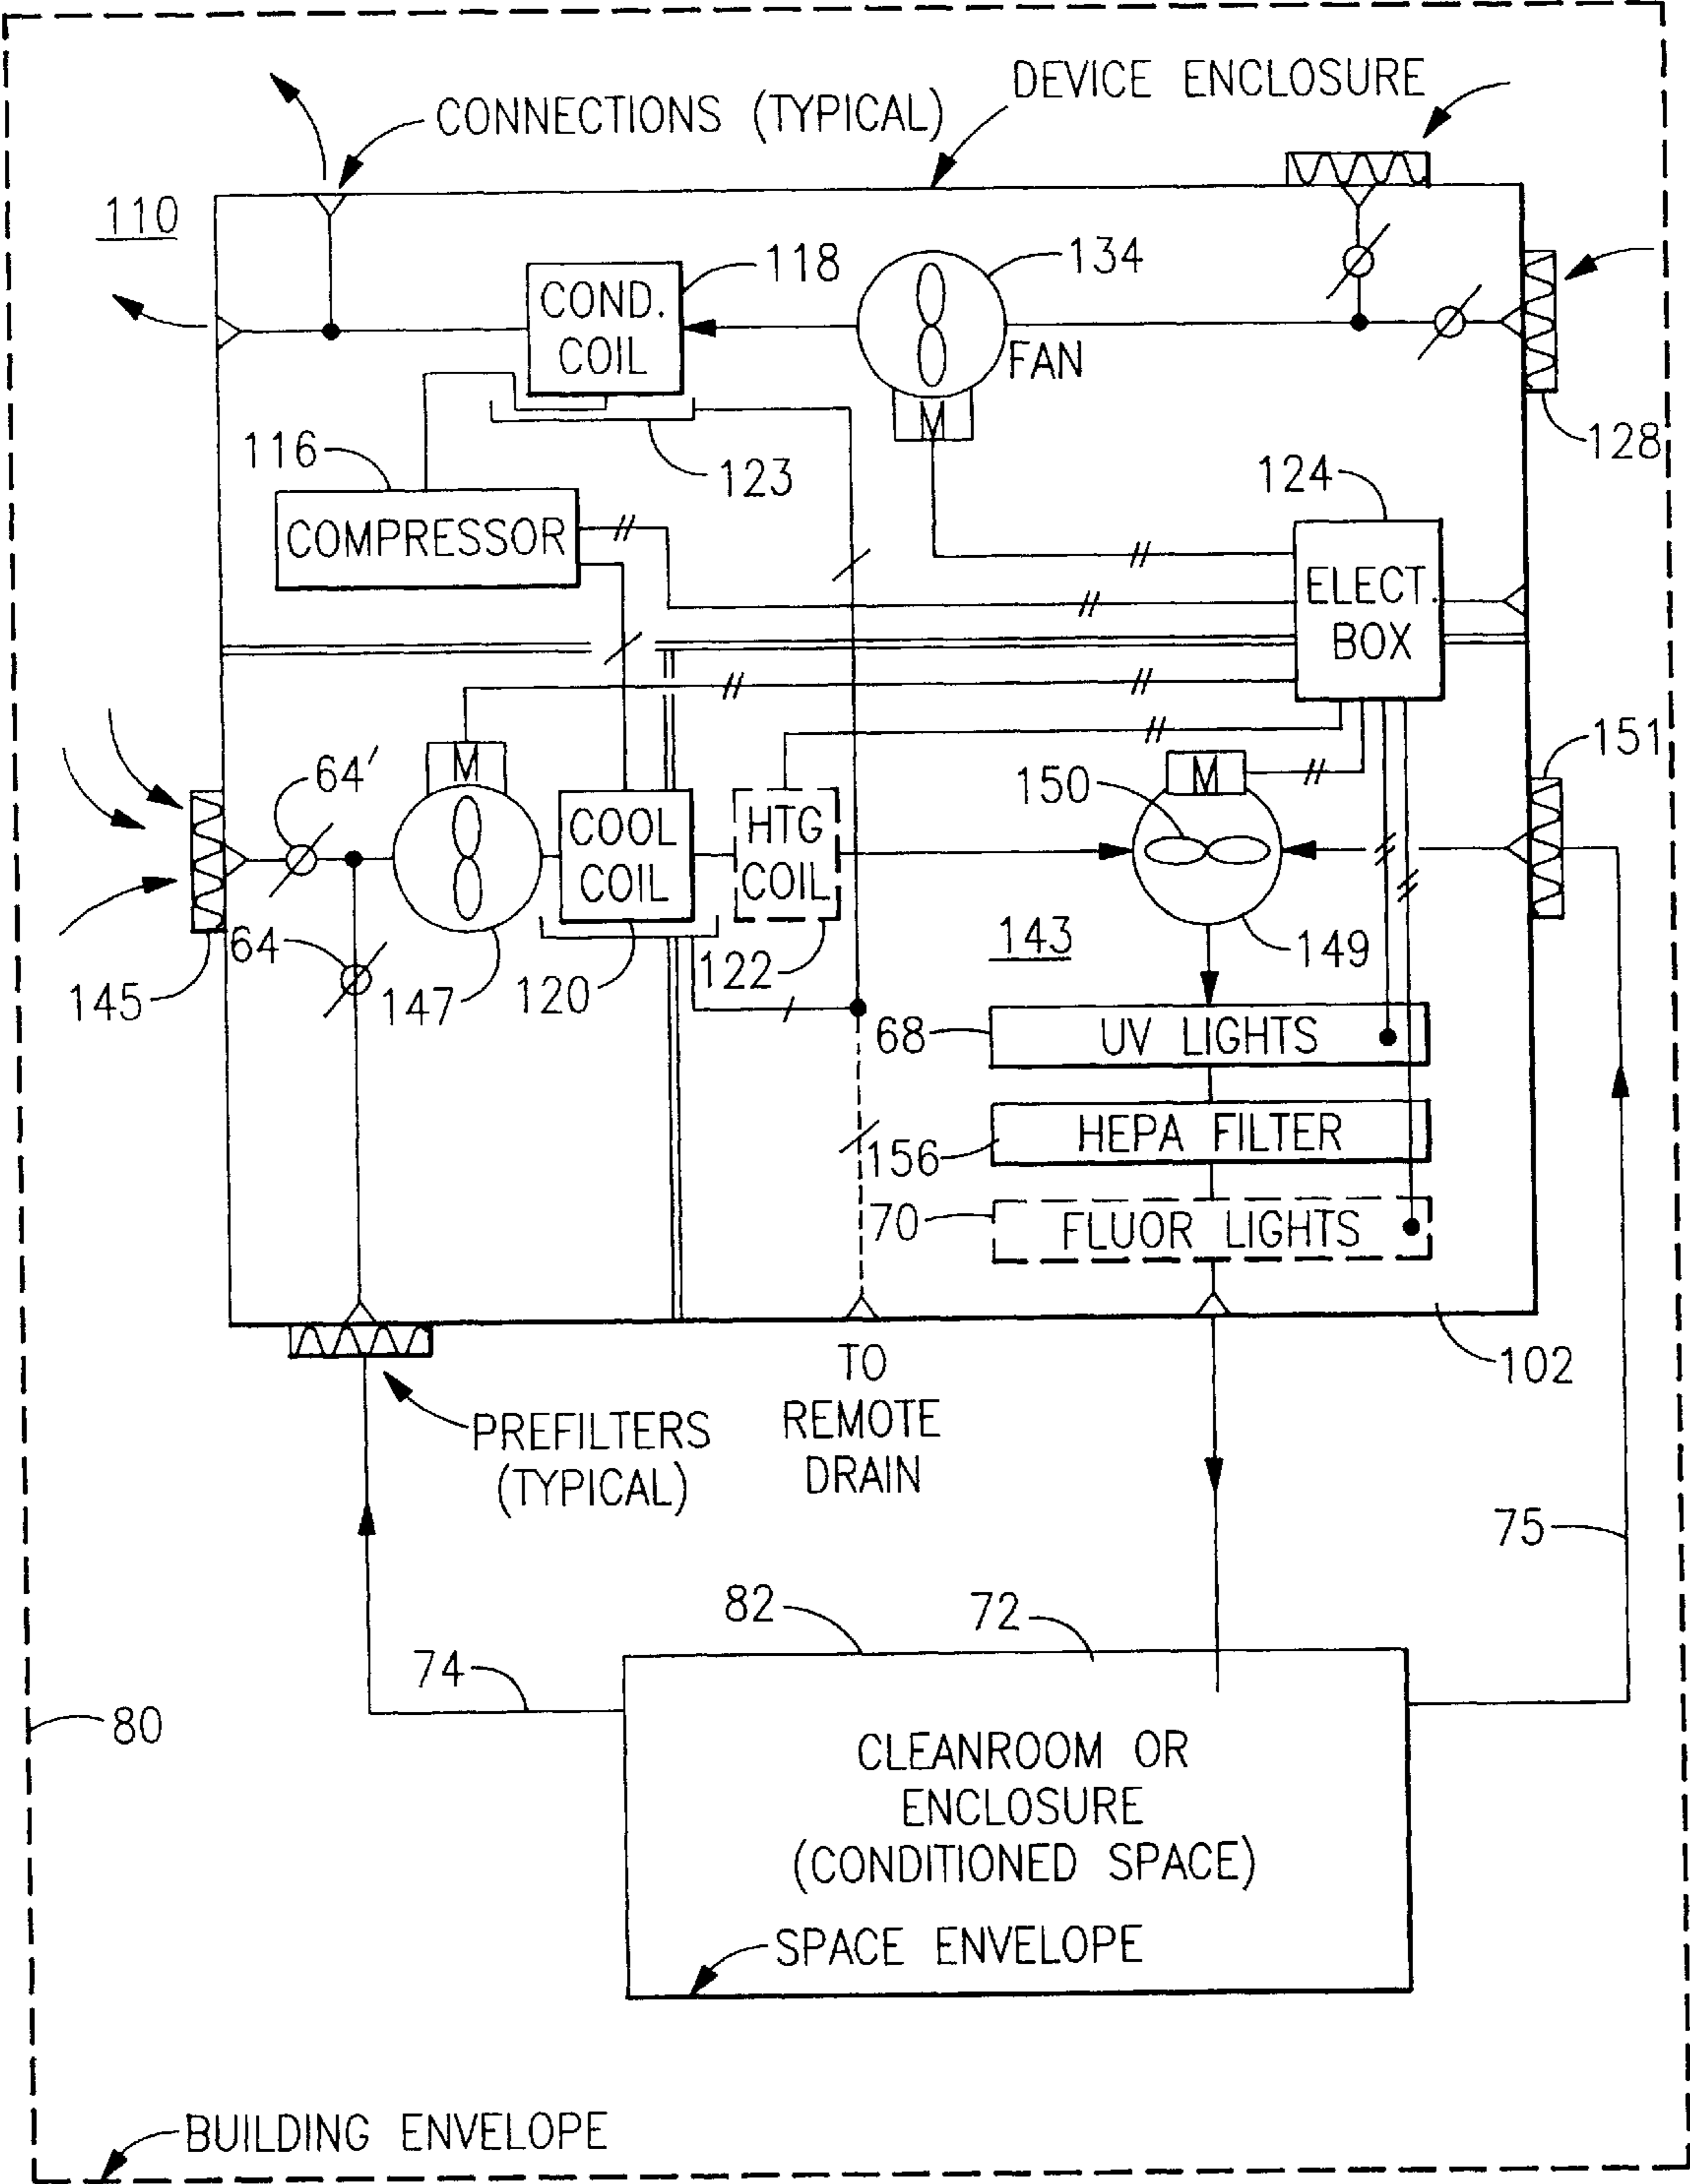 DEVICE ENCLOSURE
CONNECTIONS (TYPICAL)
110
118
134
COND.
COIL
FAN
M
128
116
123
124
COMPRESSOR
ELECT.
BOX
151
64'
M
M
150
COOL
COIL
HTG
COIL
64
143
149
145
147
120
122
68
UV LIGHTS
156
HEPA FILTER
70
FLUOR LIGHTS
102
TO
REMOTE
DRAIN
PREFILTERS
(TYPICAL)
75
82
72
74
80
CLEANROOM OR
ENCLOSURE
(CONDITIONED SPACE)
SPACE ENVELOPE
BUILDING ENVELOPE